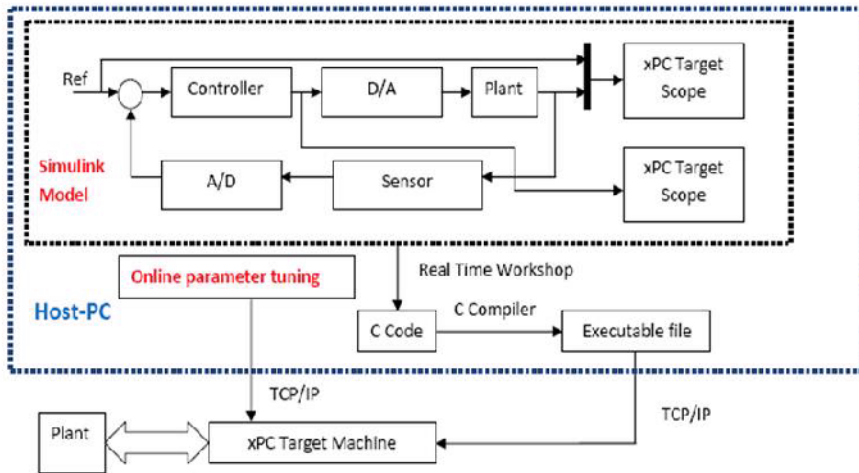 Ref
Controller
D/A
Plant
xPC Target
Scope
Simulink
Model
A/D
Sensor
xPC Target
Scope
Online parameter tuning
Real Time Workshop
Host-PC
C Code
C Compiler
Executable file
TCP/IP
TCP/IP
Plant
xPC Target Machine